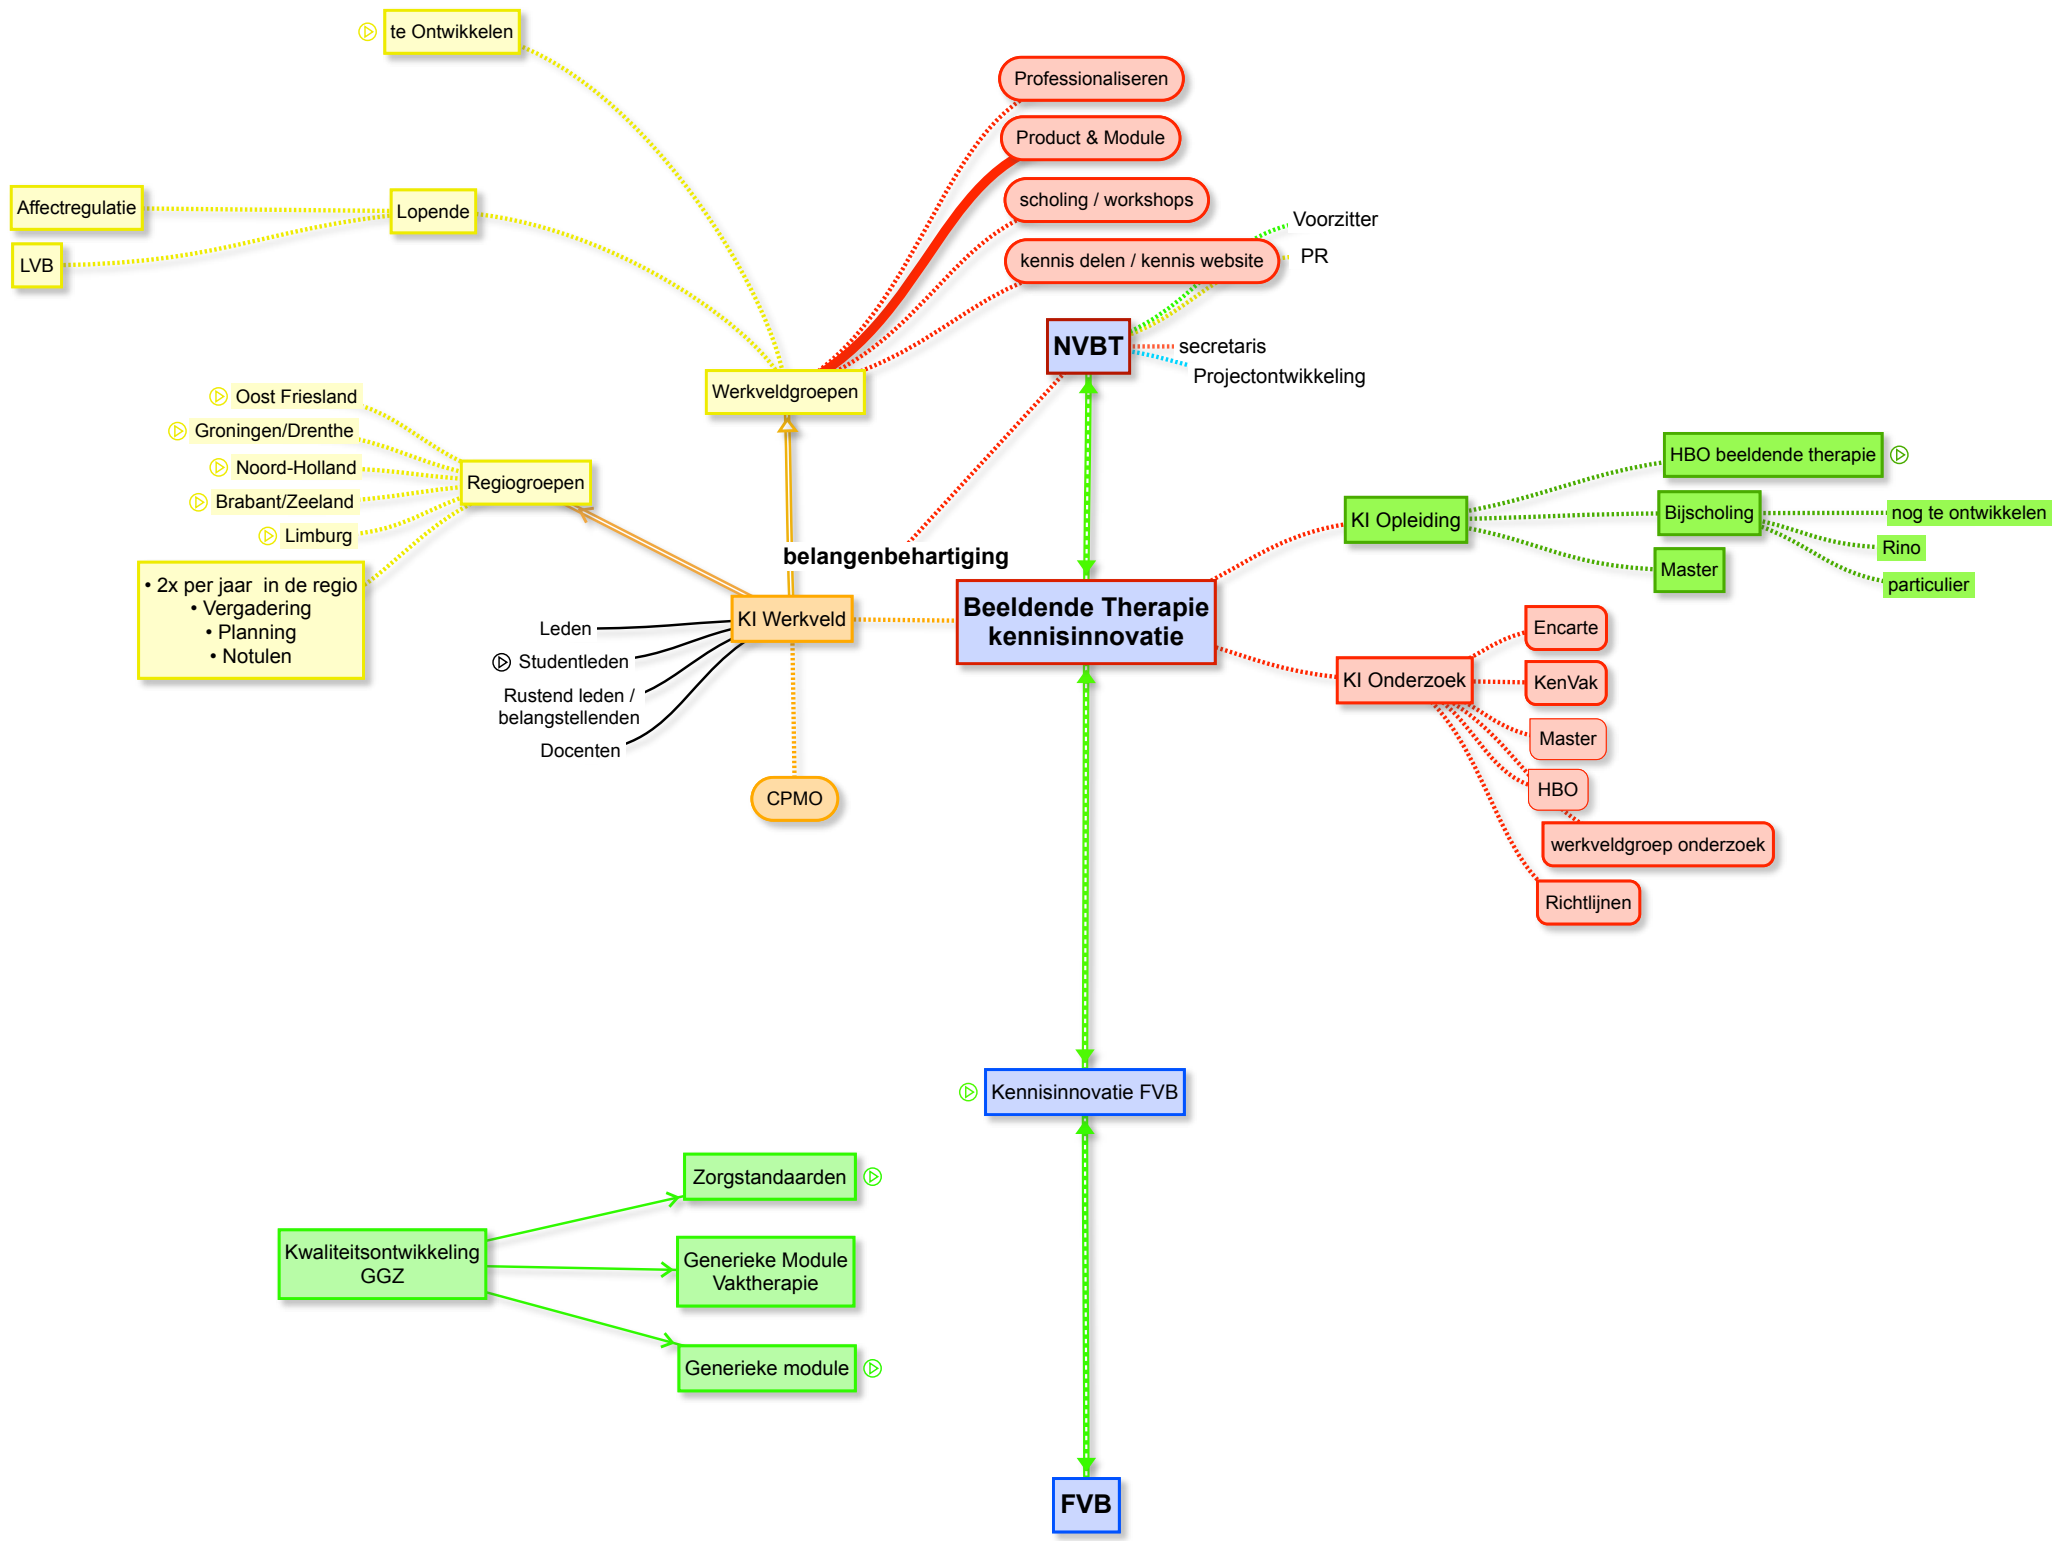 te Ontwikkelen
Professionaliseren
Product & Module
scholing / workshops
kennis delen / kennis website
Affectregulatie
Lopende
LVB
Voorzitter
PR
NVBT
secretaris
Projectontwikkeling
Werkveldgroepen
Oost Friesland
Groningen/Drenthe
Noord-Holland
Brabant/Zeeland
Limburg
Regiogroepen
• 2x per jaar  in de regio
• Vergadering
• Planning
• Notulen
belangenbehartiging
KI Werkveld
Leden
Studentleden
Rustend leden /
belangstellenden
Docenten
CPMO
Beeldende Therapie
kennisinnovatie
KI Opleiding
HBO beeldende therapie
Bijscholing
Master
nog te ontwikkelen
Rino
particulier
KI Onderzoek
Encarte
KenVak
Master
HBO
werkveldgroep onderzoek
Richtlijnen
Kennisinnovatie FVB
Kwaliteitsontwikkeling
GGZ
Zorgstandaarden
Generieke Module
Vaktherapie
Generieke module
FVB